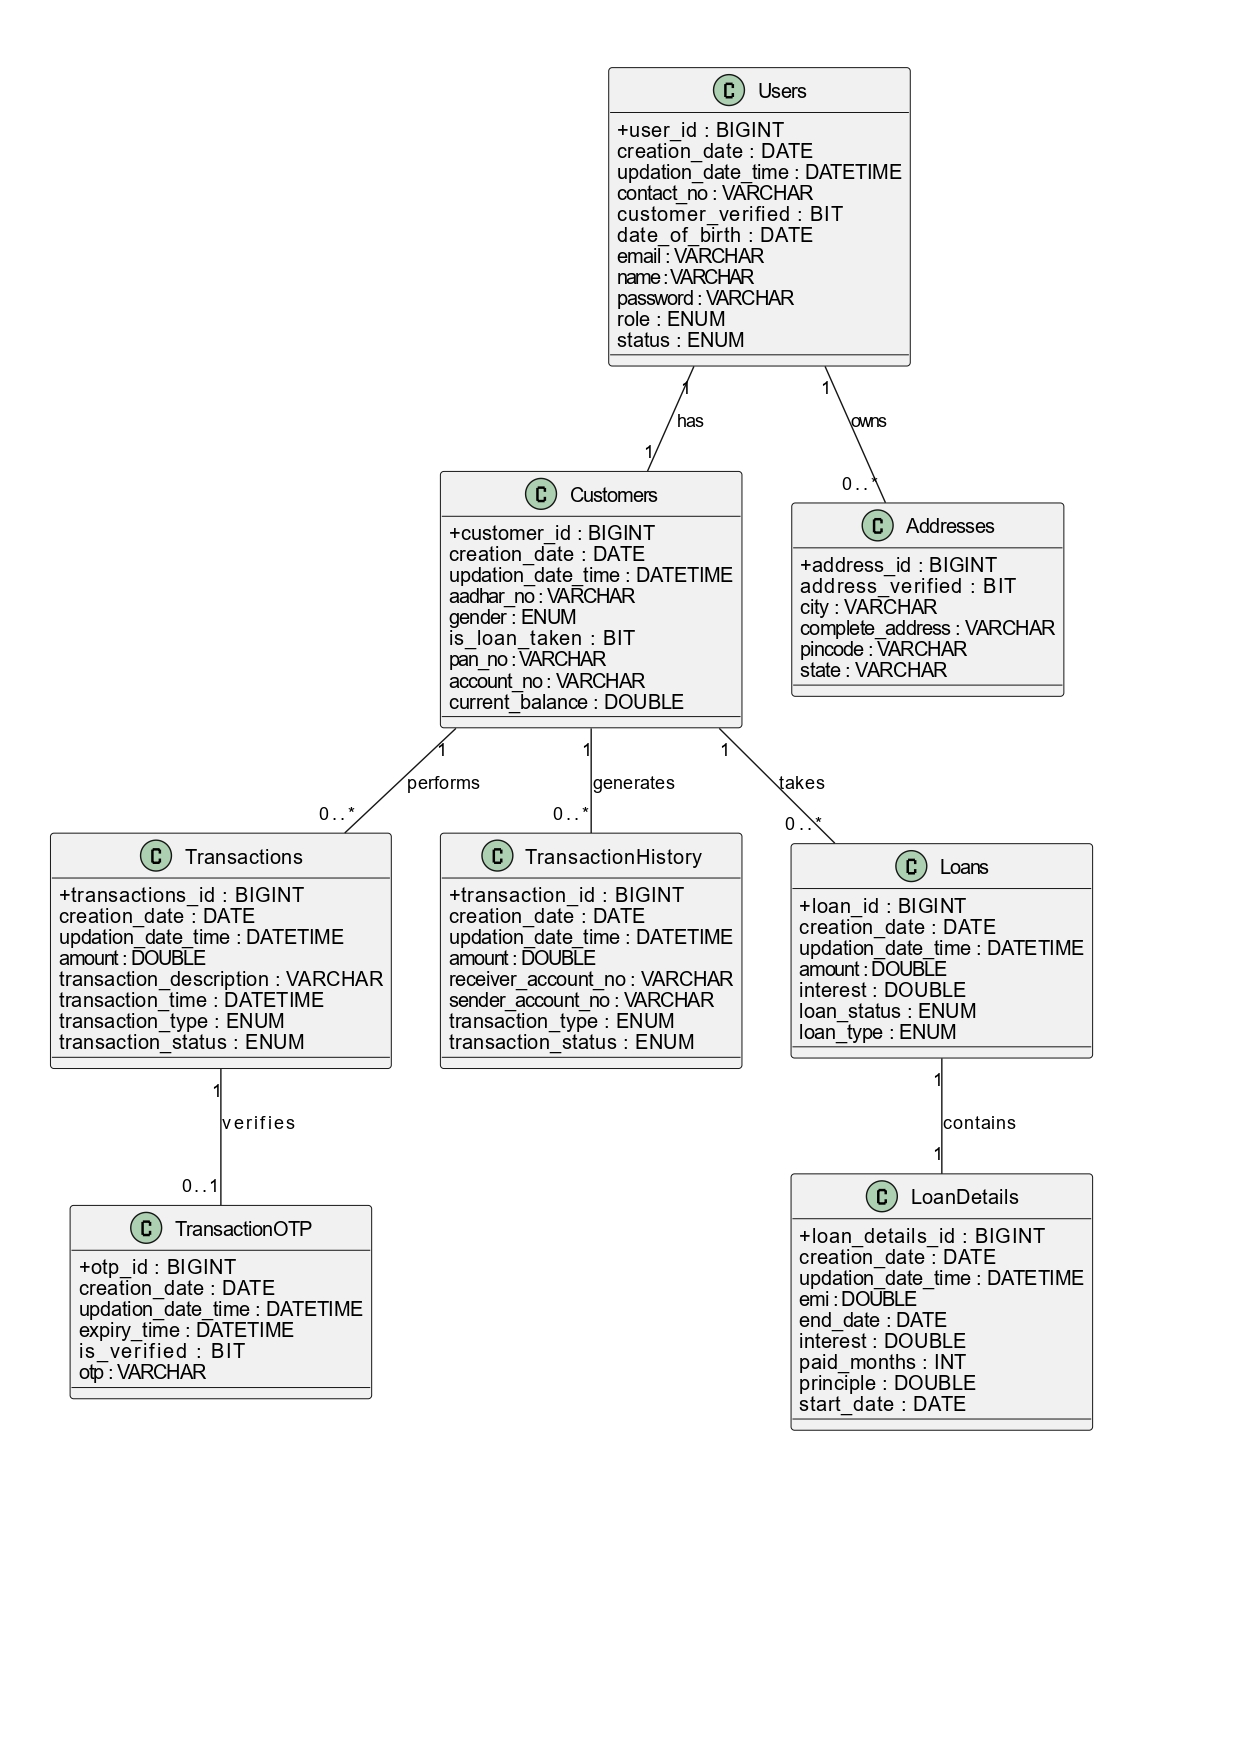 C Users
+user_id : BIGINT
creation_date : DATE
updation_date_time : DATETIME
contact_no : VARCHAR
customer_verified : BIT
date_of_birth : DATE
email : VARCHAR
name : VARCHAR
password : VARCHAR
role : ENUM
status : ENUM
1
1
has
owns
1
0..*
C Customers
+customer_id : BIGINT
creation_date : DATE
updation_date_time : DATETIME
aadhar_no : VARCHAR
gender : ENUM
is_loan_taken : BIT
pan_no : VARCHAR
account_no : VARCHAR
current_balance : DOUBLE
C Addresses
+address_id : BIGINT
address_verified : BIT
city : VARCHAR
complete_address : VARCHAR
pincode : VARCHAR
state : VARCHAR
1
1
1
performs
generates
takes
0..*
0..*
0..*
C Transactions
+transactions_id : BIGINT
creation_date : DATE
updation_date_time : DATETIME
amount : DOUBLE
transaction_description : VARCHAR
transaction_time : DATETIME
transaction_type : ENUM
transaction_status : ENUM
C TransactionHistory
+transaction_id : BIGINT
creation_date : DATE
updation_date_time : DATETIME
amount : DOUBLE
receiver_account_no : VARCHAR
sender_account_no : VARCHAR
transaction_type : ENUM
transaction_status : ENUM
C Loans
+loan_id : BIGINT
creation_date : DATE
updation_date_time : DATETIME
amount : DOUBLE
interest : DOUBLE
loan_status : ENUM
loan_type : ENUM
1
verifies
0..1
1
contains
1
C TransactionOTP
+otp_id : BIGINT
creation_date : DATE
updation_date_time : DATETIME
expiry_time : DATETIME
is_verified : BIT
otp : VARCHAR
C LoanDetails
+loan_details_id : BIGINT
creation_date : DATE
updation_date_time : DATETIME
emi : DOUBLE
end_date : DATE
interest : DOUBLE
paid_months : INT
principle : DOUBLE
start_date : DATE